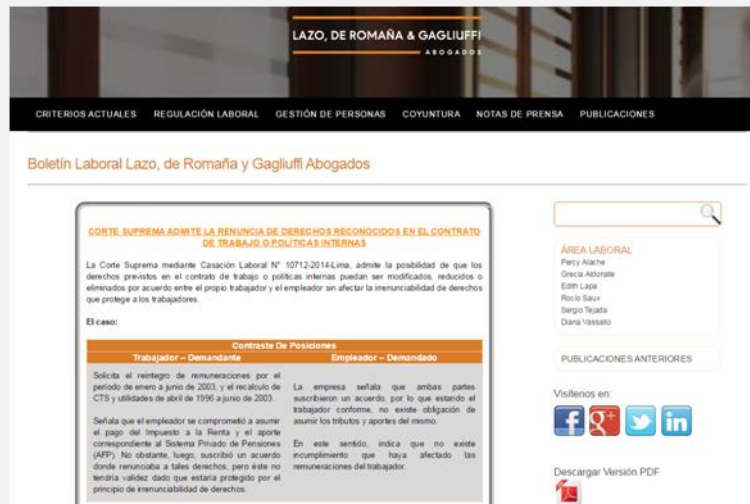 LAZO, DE ROMAÑA & GAGLIUFFI
ABOGADOS
CRITERIOS ACTUALES REGULACIÓN LABORAL GESTIÓN DE PERSONAS COYUNTURA NOTAS DE PRENSA PUBLICACIONES
Boletín Laboral Lazo, de Romaña y Gagliuffi Abogados
CORTE SUPREMA ADMITE LA RENUNCIA DE DERECHOS RECONOCIDOS EN EL CONTRATO
DE TRABAJO O POLÍTICAS INTERNAS
La Corte Suprema mediante Casación Laboral N° 10712-2014-Lima, admite la posibilidad de que los
derechos previstos en el contrato de trabajo o políticas internas puedan ser modificados, reducidos o
eliminados por acuerdo entre el propio trabajador y el empleador sin afectar la irrenunciabilidad de derechos
que protege a los trabajadores.
El caso:
Contraste De Posiciones
Trabajador – Demandante Empleador – Demandado
Solicita el reintegro de remuneraciones por el
período de enero a junio de 2003, y el recalculo de
CTS y utilidades de abril de 1996 a junio de 2003.
Señala que el empleador se comprometió a asumir
el pago del Impuesto a la Renta y el aporte
correspondiente al Sistema Privado de Pensiones
(AFP). No obstante, luego, suscribió un acuerdo
donde renunciaba a tales derechos, pero éste no
tendría validez dado que estaría protegido por el
principio de irrenunciabilidad de derechos.
La empresa señala que ambas partes
suscribieron un acuerdo, por lo que estando el
trabajador conforme, no existe obligación de
asumir los tributos y aportes del mismo.
En este sentido, indica que no existe
incumplimiento que haya afectado las
remuneraciones del trabajador.
ÁREA LABORAL
Percy Alache
Grecia Aldonate
Edith Lapa
Rocío Saux
Sergio Tejada
Diana Vassallo
PUBLICACIONES ANTERIORES
Visítenos en:
f g+ in
Descargar Versión PDF